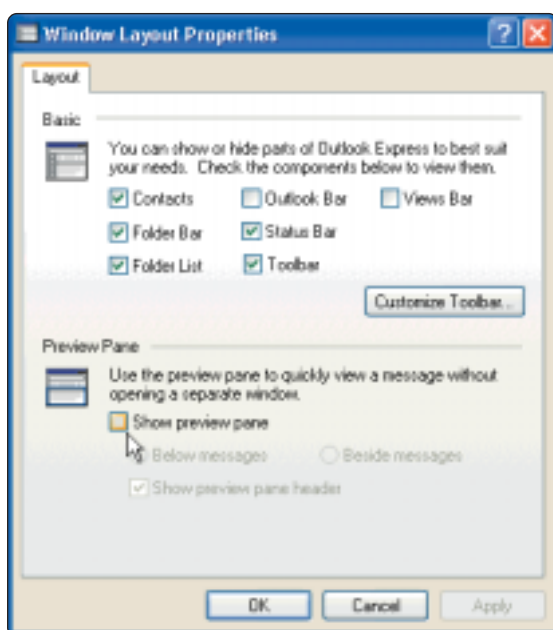 Window Layout Properties
Layout
Basic
You can show or hide parts of Outlook Express to best suit
your needs. Check the components below to view them.
Contacts Outlook Bar Views Bar
Folder Bar Status Bar
Folder List Toolbar
Customize Toolbar...
Preview Pane
Use the preview pane to quickly view a message without
opening a separate window.
Show preview pane
Below messages Beside messages
Show preview pane header
OK Cancel Apply